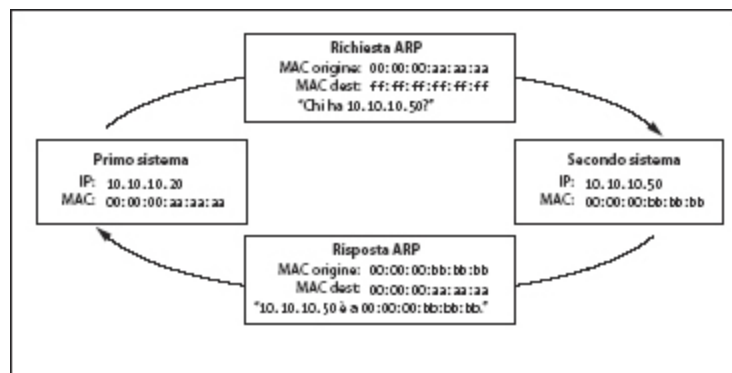 Richiesta ARP
MAC origine: 00:00:00:aa:aa:aa
MAC dest: ff:ff:ff:ff:ff:ff
"Chi ha 10.10.10.50?"
Primo sistema
IP: 10.10.10.20
MAC: 00:00:00:aa:aa:aa
Secondo sistema
IP: 10.10.10.50
MAC: 00:00:00:bb:bb:bb
Risposta ARP
MAC origine: 00:00:00:bb:bb:bb
MAC dest: 00:00:00:aa:aa:aa
"10.10.10.50 è a 00:00:00:bb:bb:bb."